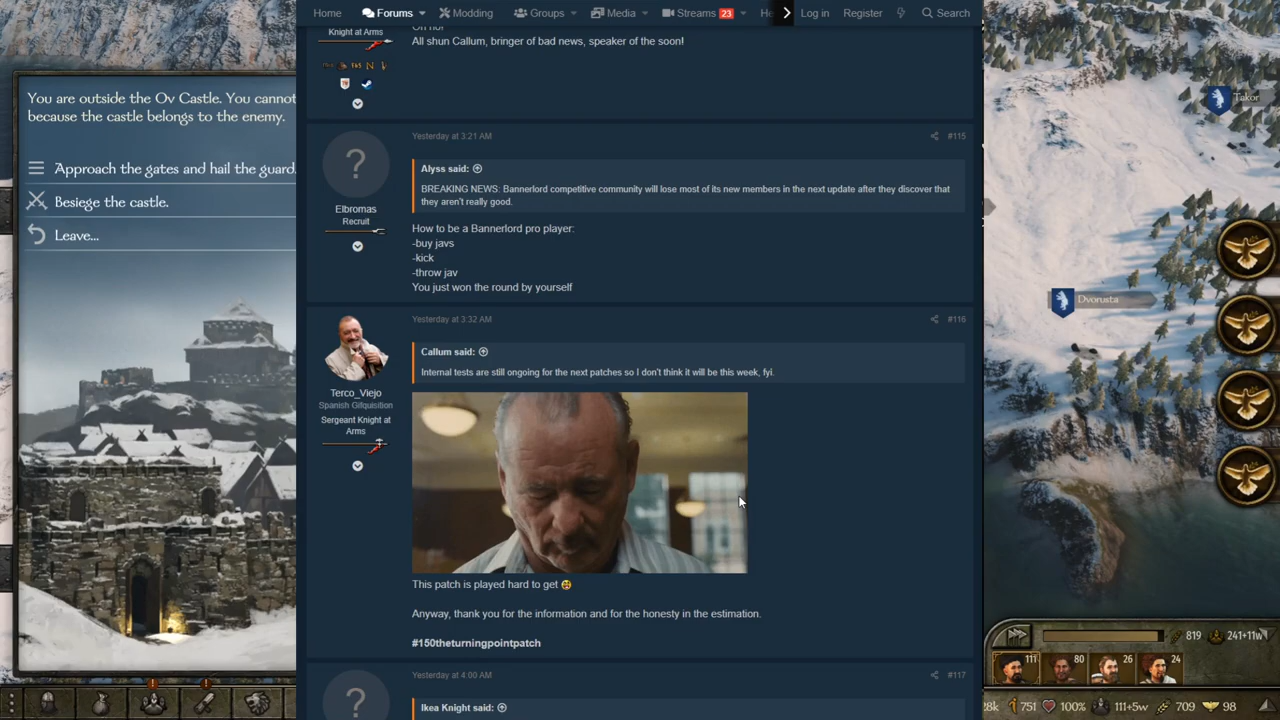 Home
Forums
Modding
Groups
Media
Streams 23
He
Log in
Register
Search
Knight at Arms
All shun Callum, bringer of bad news, speaker of the soon!
You are outside the Ov Castle. You cannot
because the castle belongs to the enemy.
Approach the gates and hail the guard.
Besiege the castle.
Leave...
Takor
Dvorusta
Yesterday at 3:21 AM
#115
Elbromas
Recruit
Alyss said:
BREAKING NEWS: Bannerlord competitive community will lose most of its new members in the next update after they discover that
they aren't really good.
How to be a Bannerlord pro player:
-buy javs
-kick
-throw jav
You just won the round by yourself
Yesterday at 3:32 AM
#116
Terco_Viejo
Spanish Gifquisition
Sergeant Knight at
Arms
Callum said:
Internal tests are still ongoing for the next patches so I don't think it will be this week, fyi.
This patch is played hard to get
Anyway, thank you for the information and for the honesty in the estimation.
#150theturningpointpatch
Yesterday at 4:00 AM
#117
Ikea Knight said:
819
241+11w
111
80
26
24
28k
751
100%
111+5w
709
98